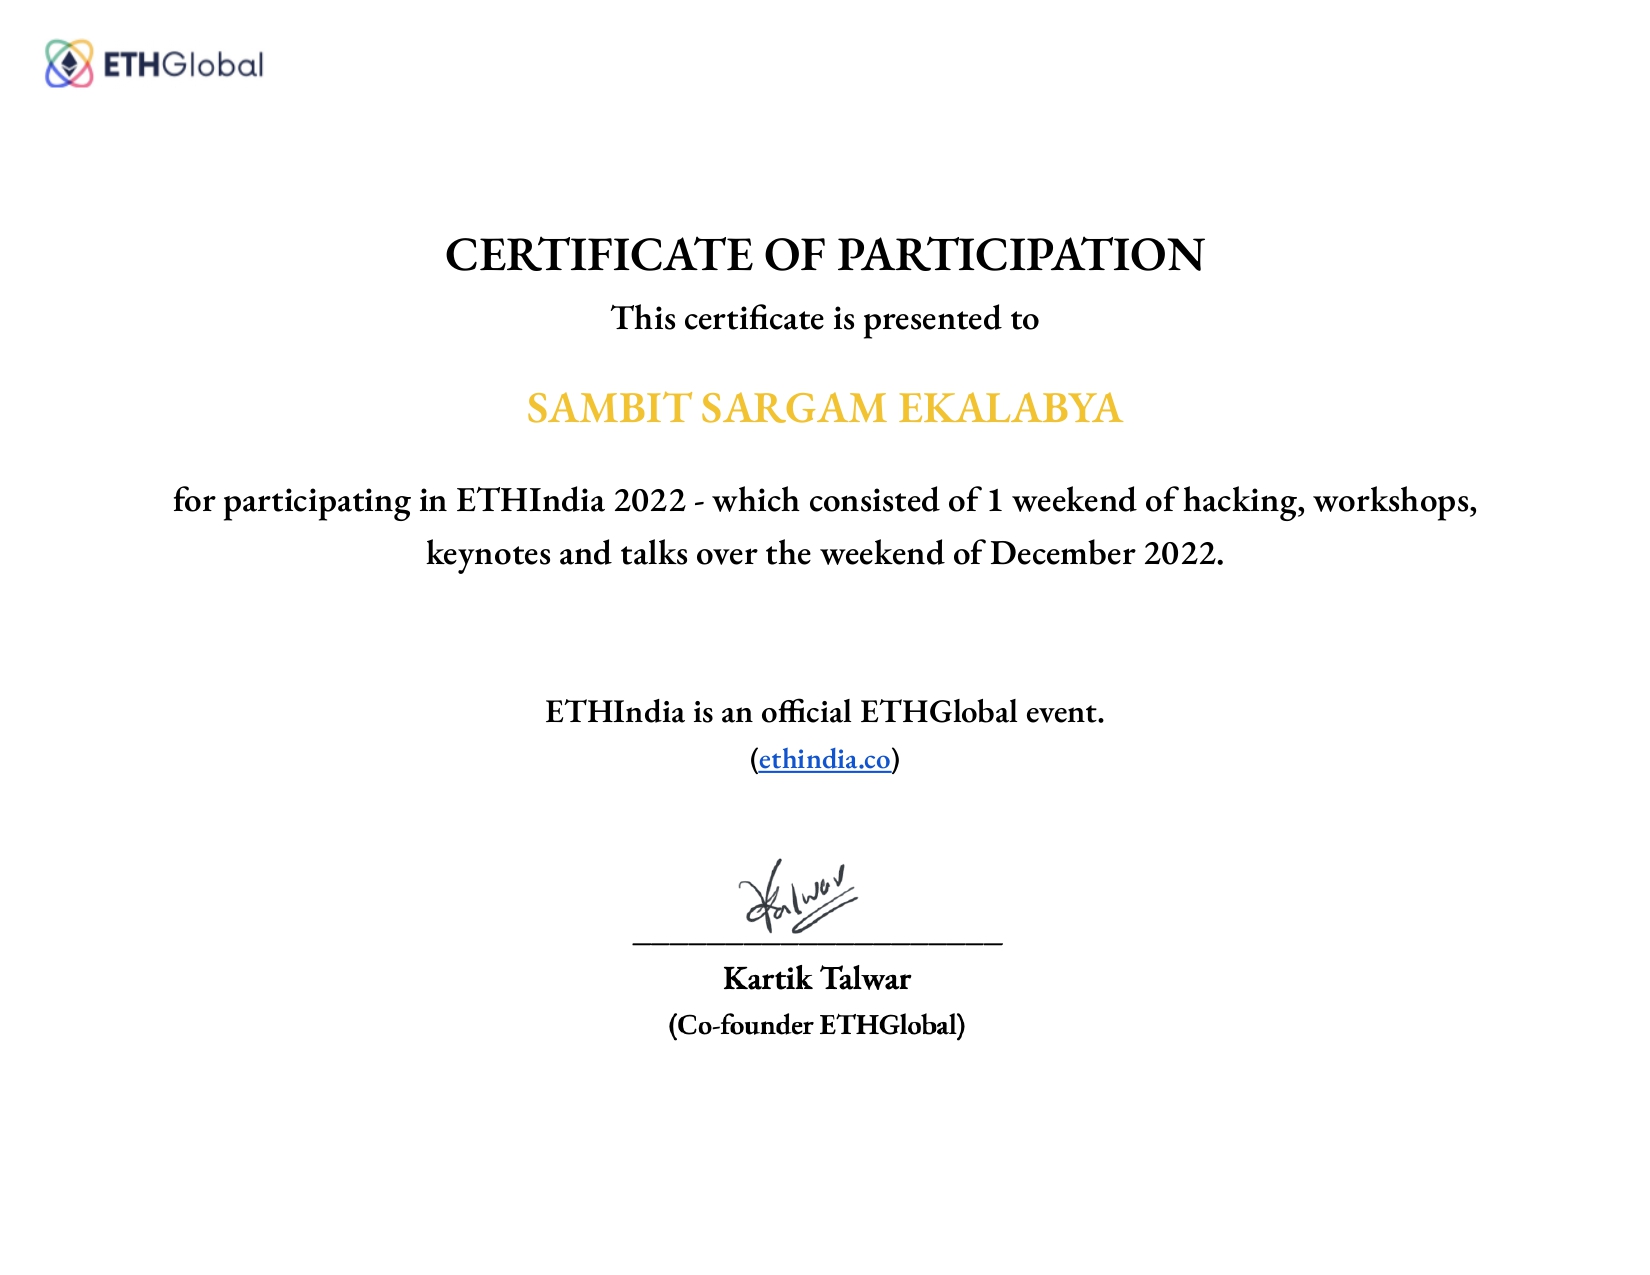 ETHGlobal
CERTIFICATE OF PARTICIPATION
This certificate is presented to
SAMBIT SARGAM EKALABYA
for participating in ETHIndia 2022 - which consisted of 1 weekend of hacking, workshops,
keynotes and talks over the weekend of December 2022.
ETHIndia is an official ETHGlobal event.
(ethindia.co)
KTalwar
Kartik Talwar
(Co-founder ETHGlobal)